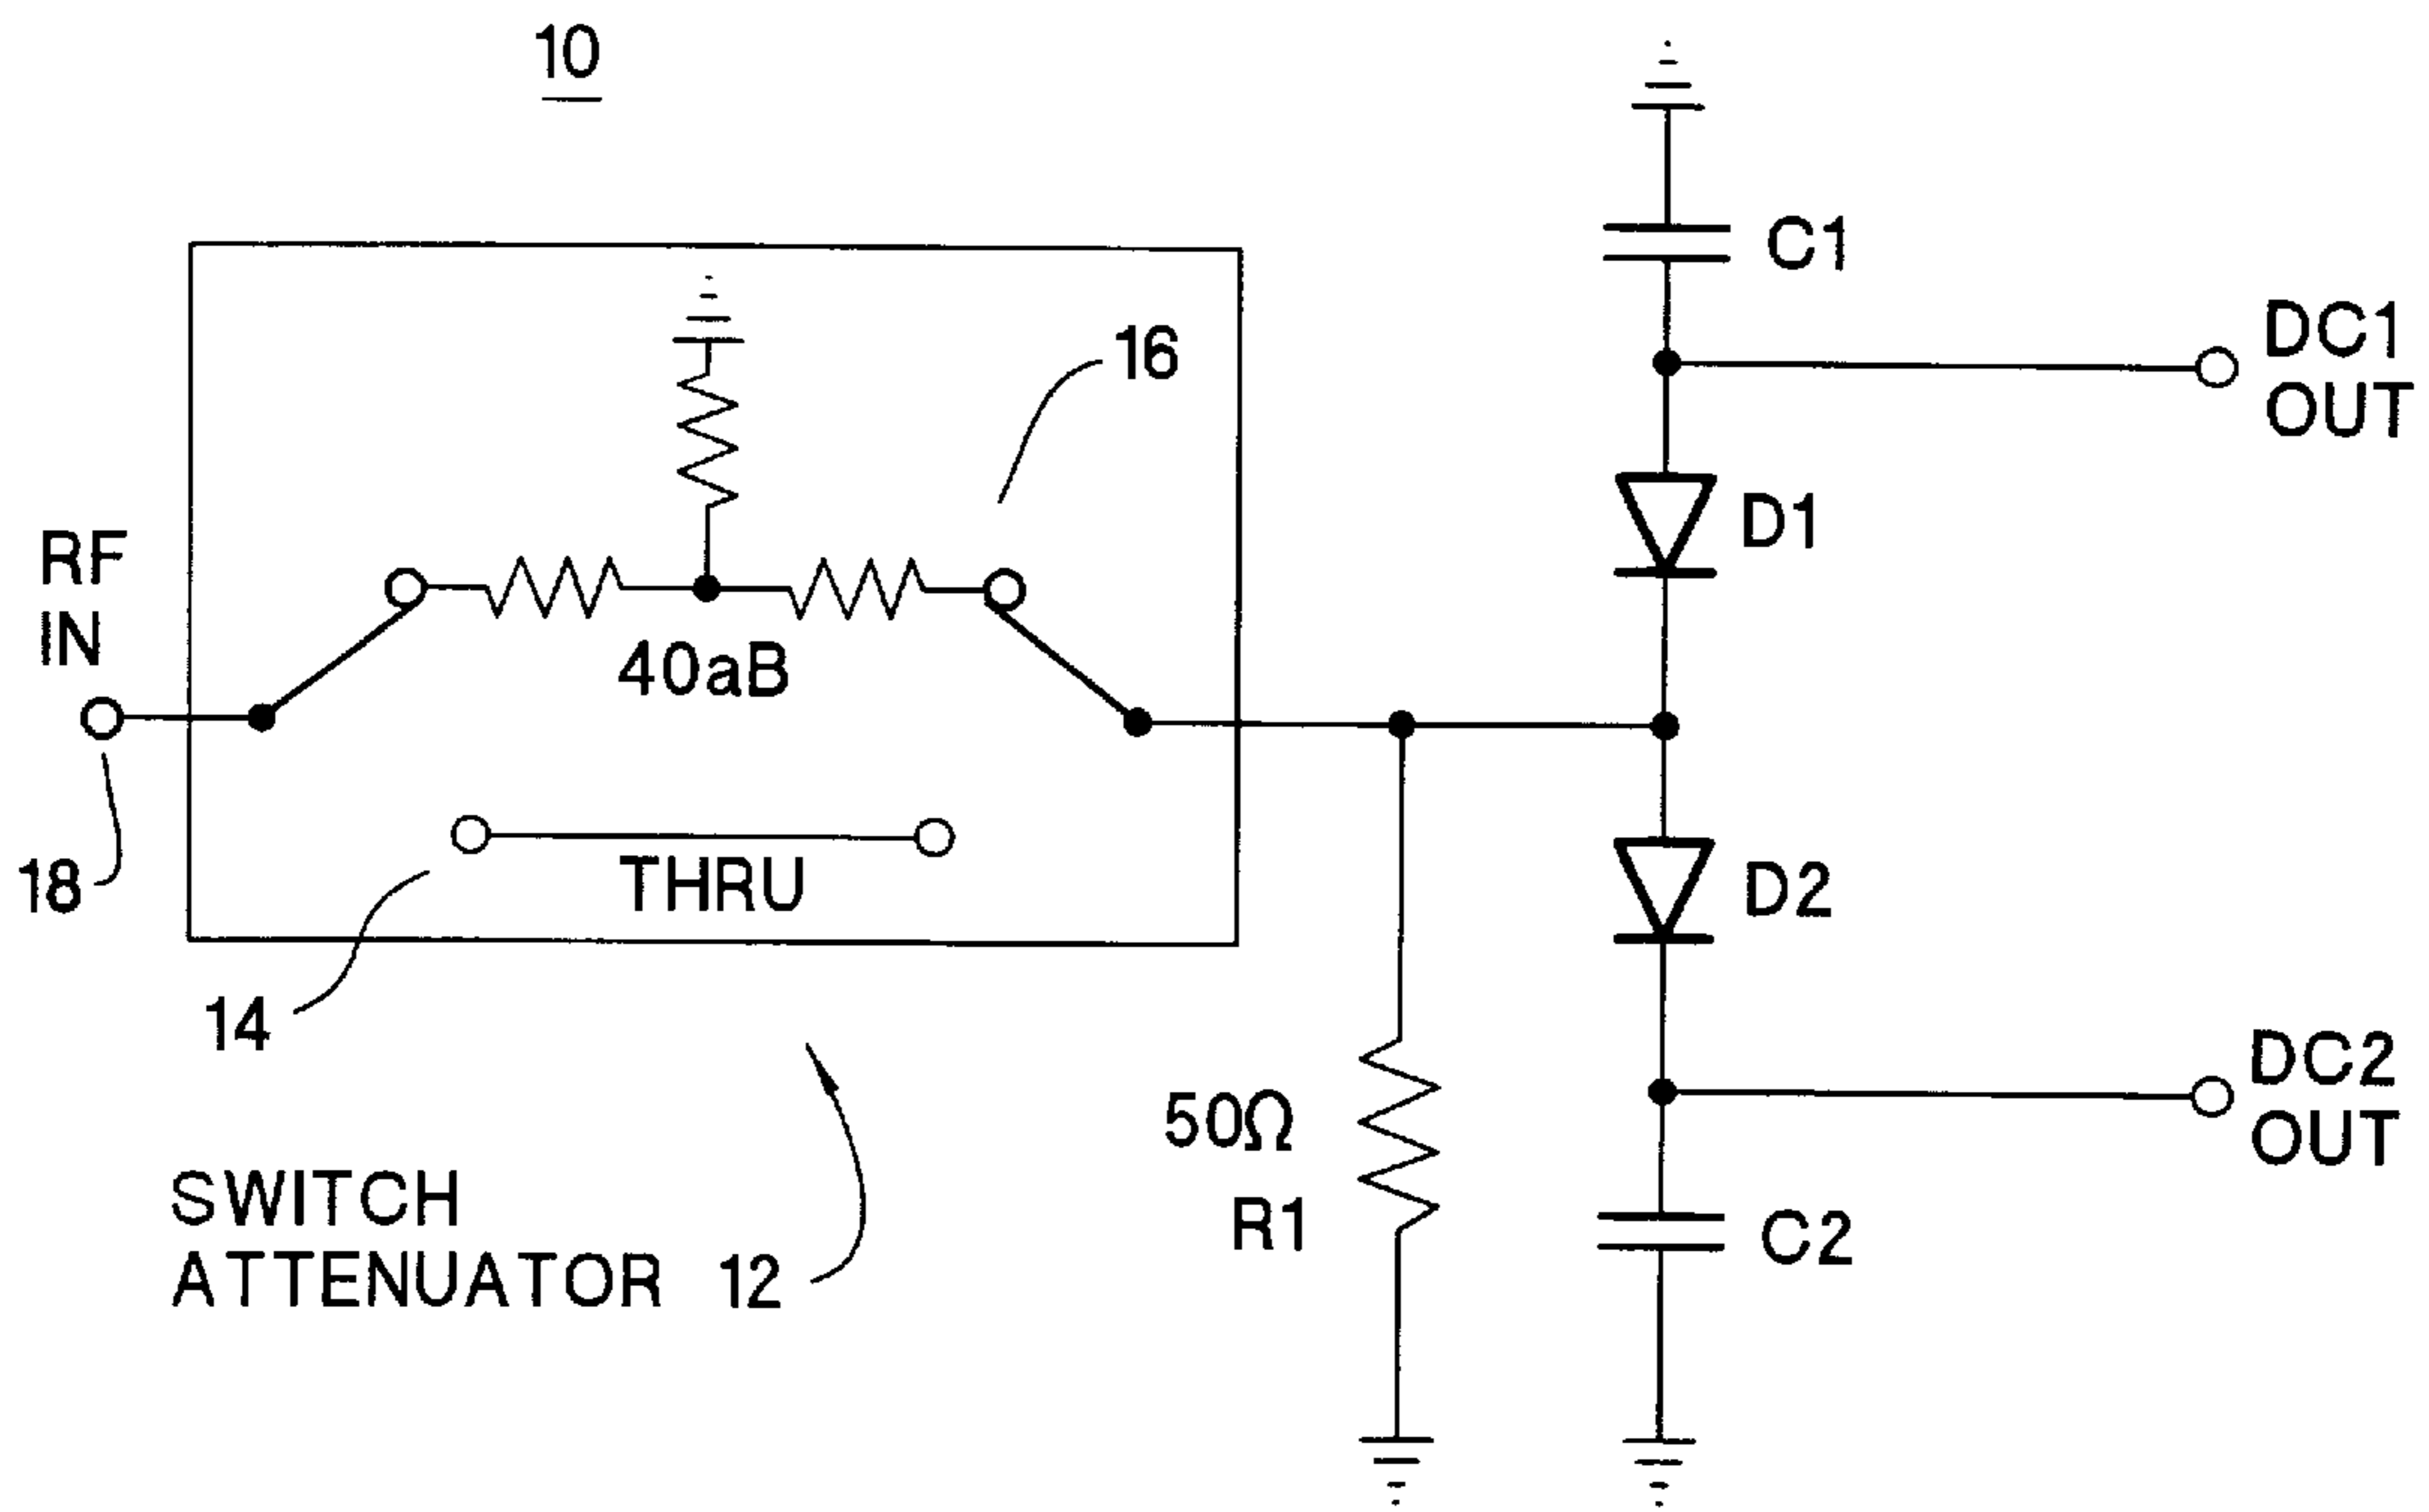 10
C1
DC1
OUT
16
D1
RF
IN
40aB
18
THRU
D2
14
DC2
OUT
50Ω
R1
C2
SWITCH
ATTENUATOR 12